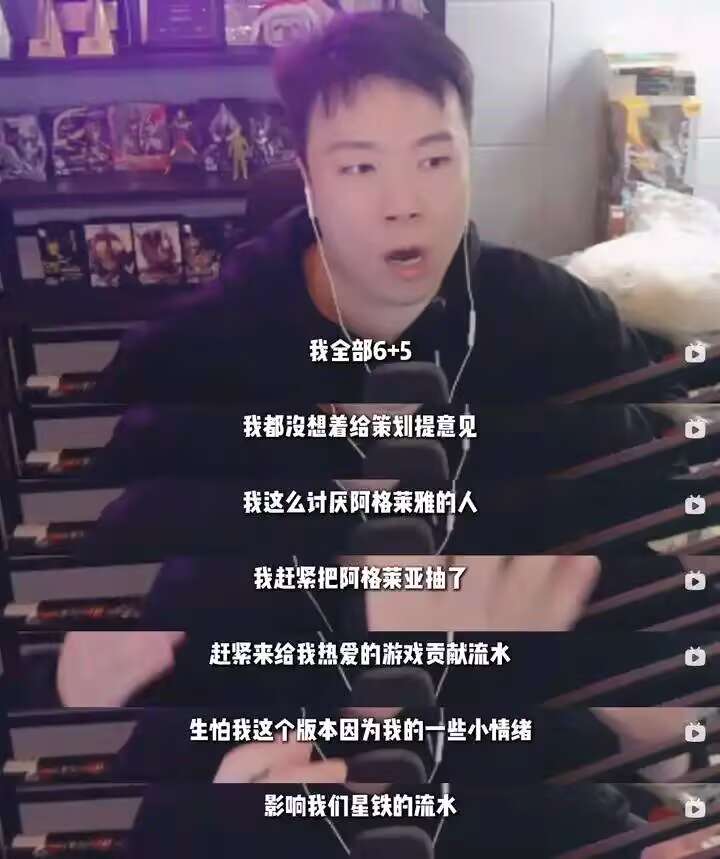 我全部6+5
我都没想着给策划提意见
我这么讨厌阿格莱雅的人
我赶紧把阿格莱亚抽了
赶紧来给我热爱的游戏贡献流水
生怕我这个版本因为我的一些小情绪
影响我们星铁的流水